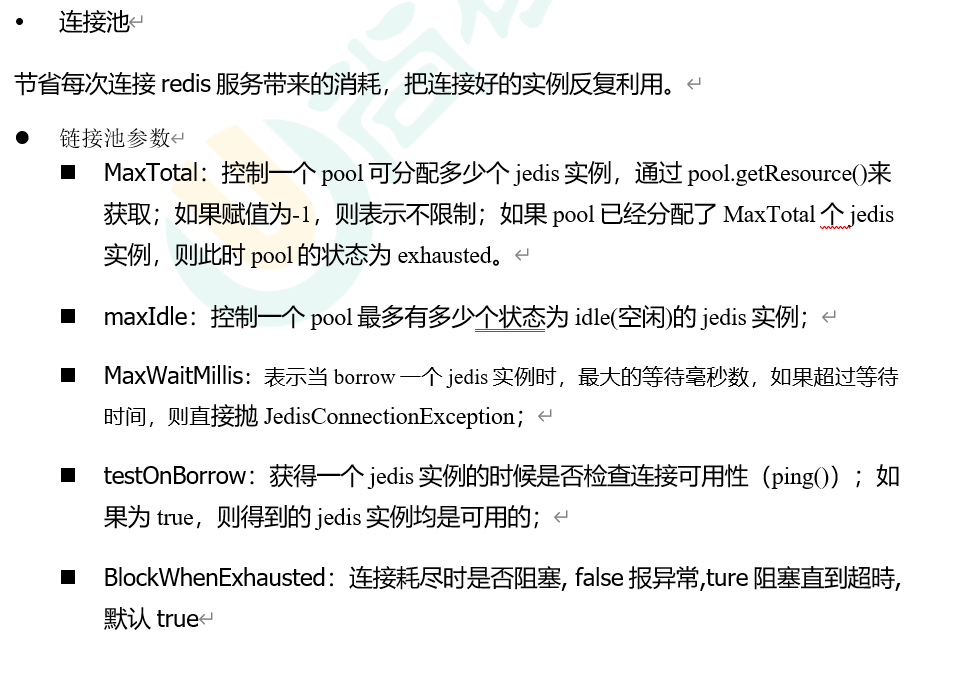 • 连接池
节省每次连接 redis 服务带来的消耗，把连接好的实例反复利用。
● 链接池参数
■ MaxTotal：控制一个 pool 可分配多少个 jedis 实例，通过 pool.getResource()来
获取；如果赋值为-1，则表示不限制；如果 pool 已经分配了 MaxTotal 个 jedis
实例，则此时 pool 的状态为 exhausted。
■ maxIdle：控制一个 pool 最多有多少个状态为 idle(空闲)的 jedis 实例；
■ MaxWaitMillis：表示当 borrow 一个 jedis 实例时，最大的等待毫秒数，如果超过等待
时间，则直接抛 JedisConnectionException；
■ testOnBorrow：获得一个 jedis 实例的时候是否检查连接可用性（ping()）；如
果为 true，则得到的 jedis 实例均是可用的；
■ BlockWhenExhausted：连接耗尽时是否阻塞, false 报异常,ture 阻塞直到超時,
默认 true